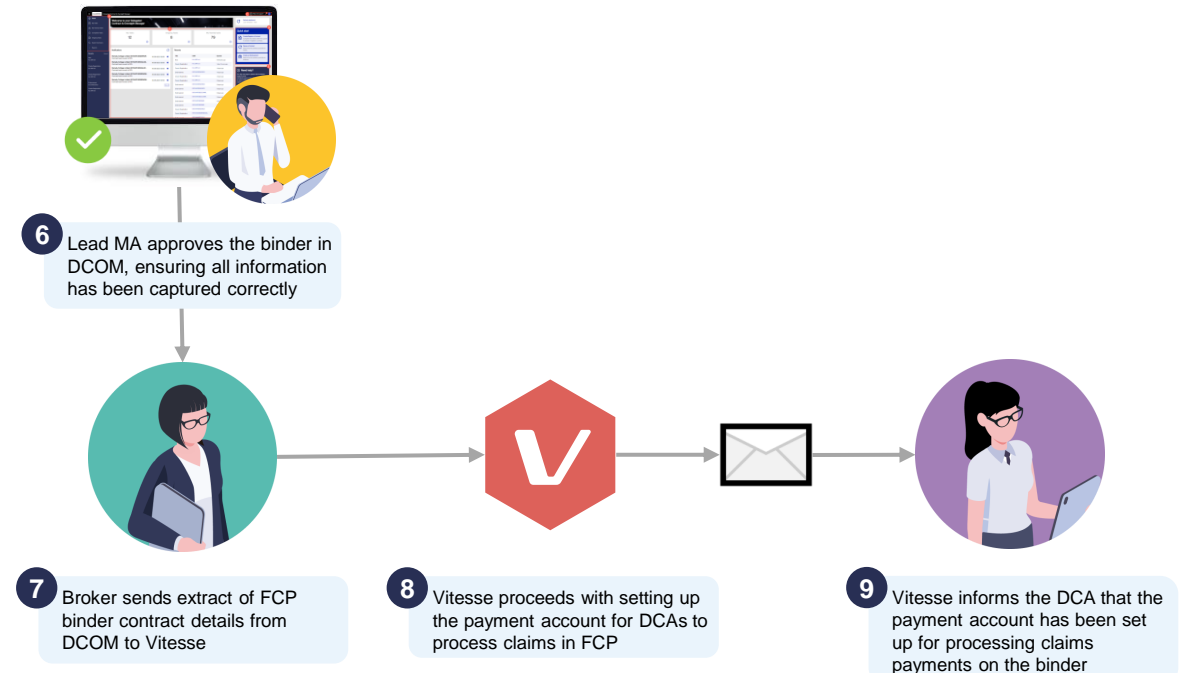 6
Lead MA approves the binder in
DCOM, ensuring all information
has been captured correctly
7
Broker sends extract of FCP
binder contract details from
DCOM to Vitesse
8
Vitesse proceeds with setting up
the payment account for DCAs to
process claims in FCP
9
Vitesse informs the DCA that the
payment account has been set
up for processing claims
payments on the binder